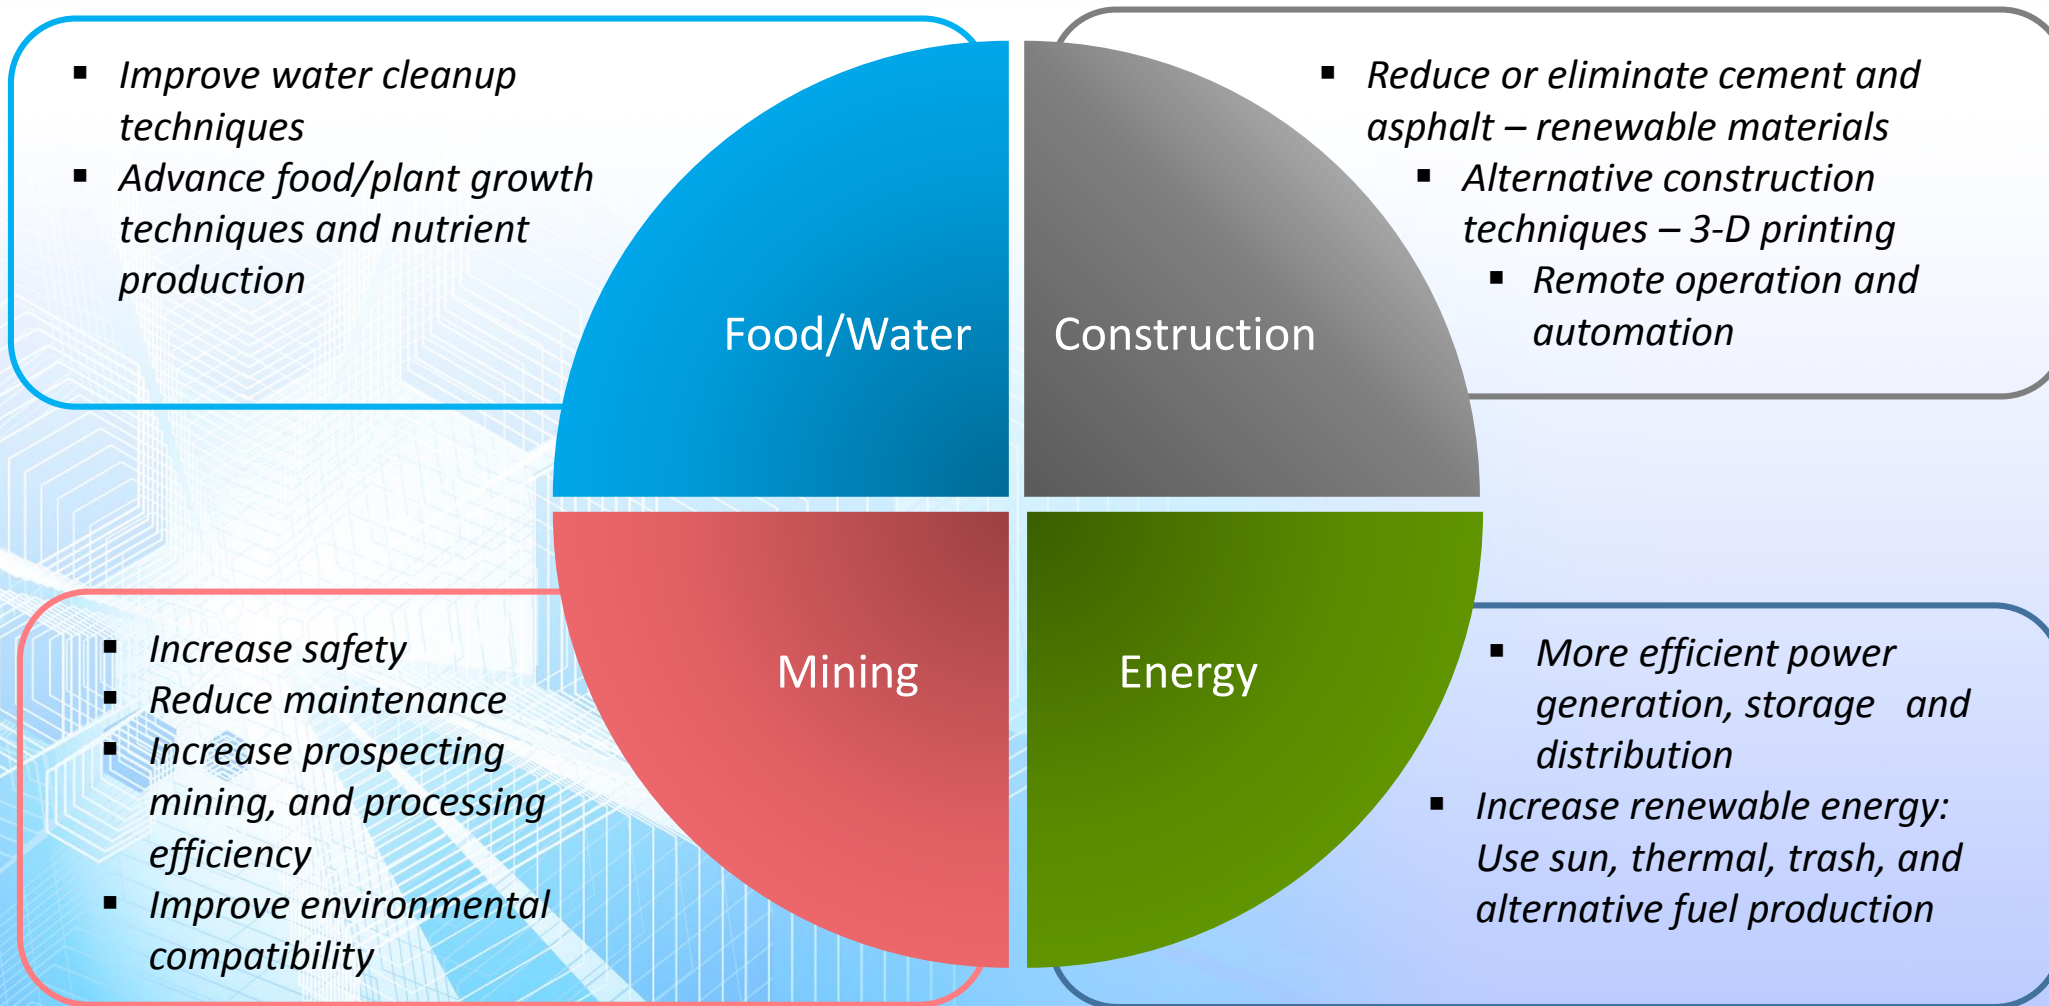 ▪ Improve water cleanup
techniques
▪ Advance food/plant growth
techniques and nutrient
production
Food/Water
▪ Reduce or eliminate cement and
asphalt – renewable materials
▪ Alternative construction
techniques – 3-D printing
▪ Remote operation and
automation
Construction
▪ Increase safety
▪ Reduce maintenance
▪ Increase prospecting
mining, and processing
efficiency
▪ Improve environmental
compatibility
Mining
Energy
▪ More efficient power
generation, storage and
distribution
▪ Increase renewable energy:
Use sun, thermal, trash, and
alternative fuel production